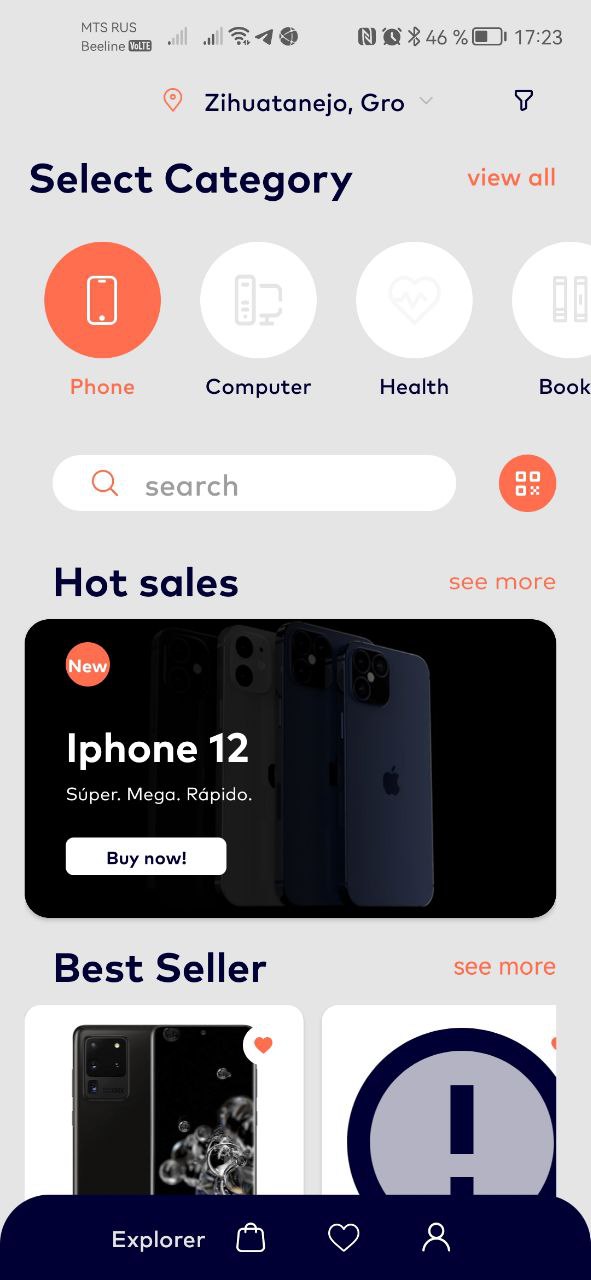 MTS RUS
Beeline VoLTE
46 % 17:23
Zihuatanejo, Gro
Select Category
view all
Phone
Computer
Health
Book
search
Hot sales
see more
New
Iphone 12
Súper. Mega. Rápido.
Buy now!
Best Seller
see more
Explorer